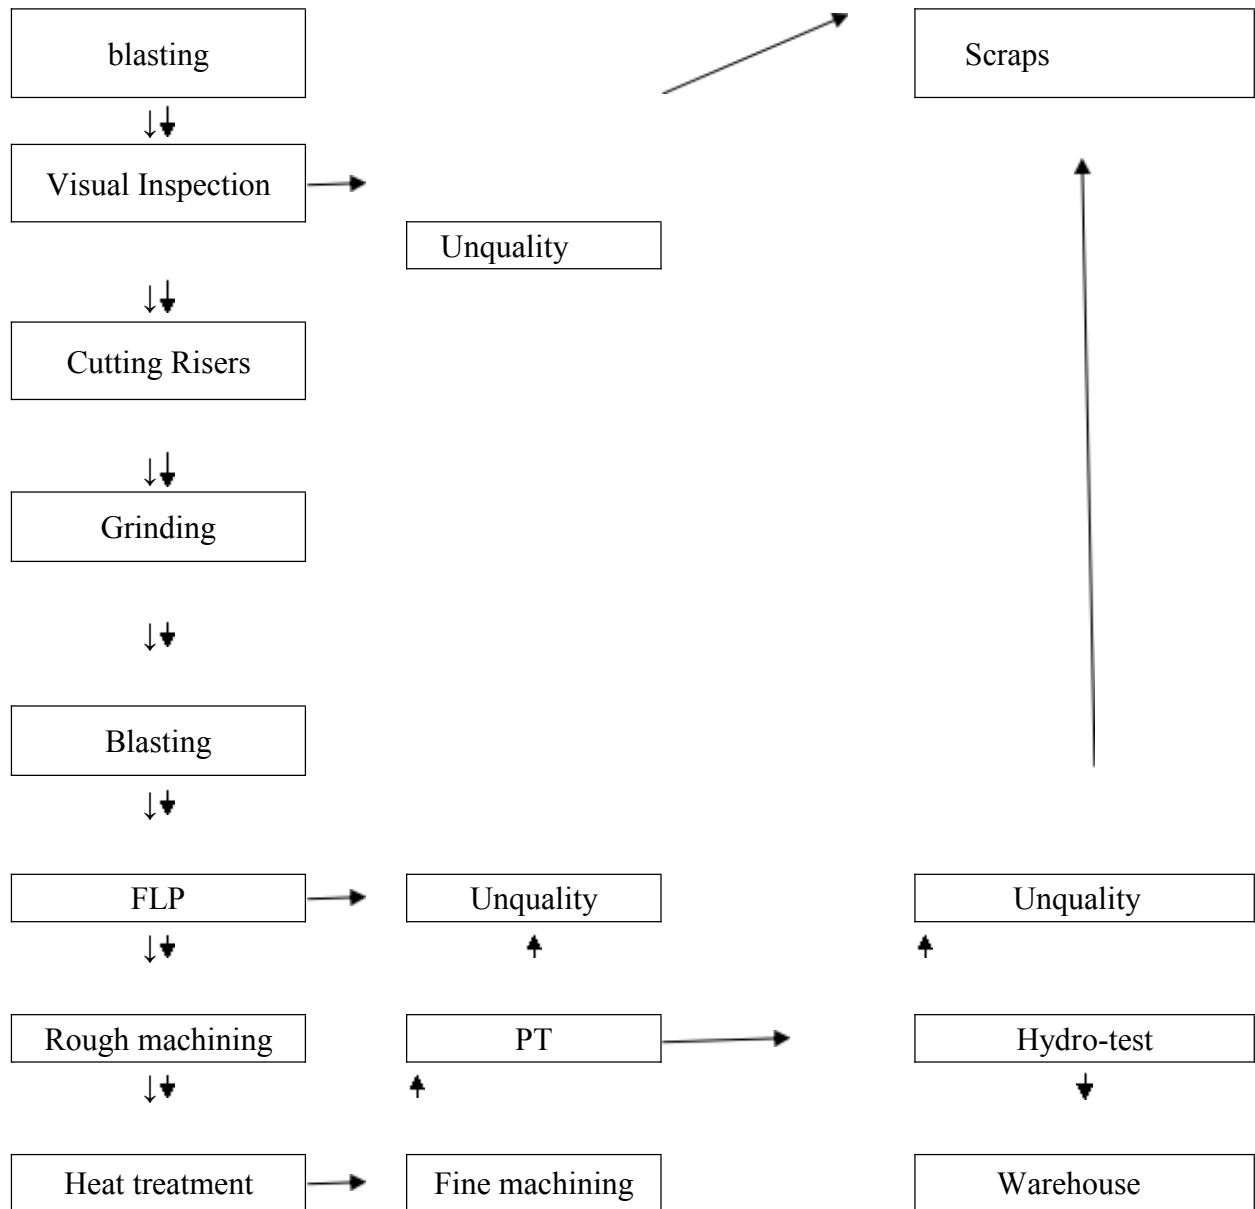 blasting
Scraps
Visual Inspection
Unquality
Cutting Risers
Grinding
Blasting
FLP
Unquality
Unquality
Rough machining
PT
Hydro-test
Heat treatment
Fine machining
Warehouse